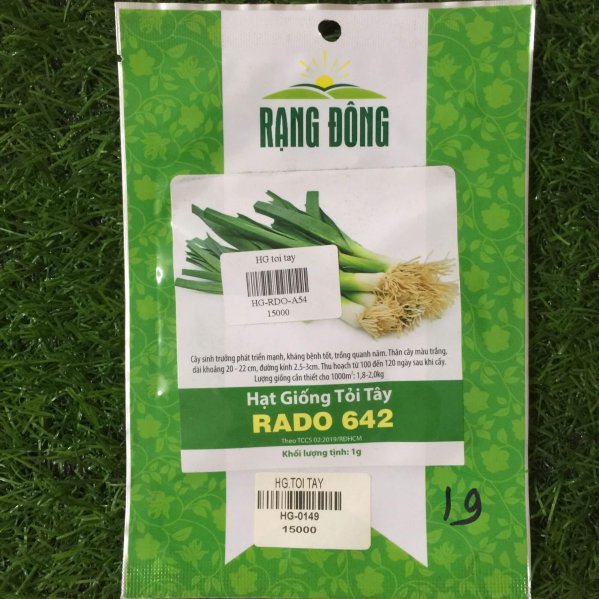 RẠNG ĐÔNG
HG toi tay
HG-RDO-A54
15000
Cây sinh trưởng phát triển mạnh, kháng bệnh tốt, trồng quanh năm. Thân cây màu trắng,
dài khoảng 20 - 22 cm, đường kính 2.5-3cm. Thu hoạch từ 100 đến 120 ngày sau khi cấy.
Lượng giống cần thiết cho 1000m²: 1,8-2,0kg
Hạt Giống Tỏi Tây
RADO 642
Theo TCCS 02:2019/RĐHCM
Khối lượng tịnh: 1g
HG.TOI TAY
HG-0149
15000
1g